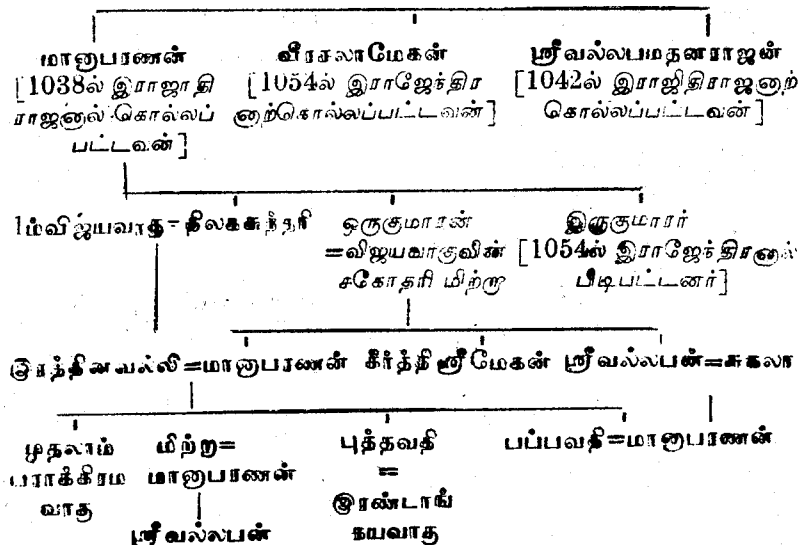 மானுபரணன் வீரசலாமேகன் ஸ்ரீவல்லபமதனராஜன்
[1038ல் இராஜாதி [1054ல் இராஜேந்திர [1042ல் இராஜிதிராஜனாற்
ராஜனால் கொல்லப் னாற்கொல்லப்பட்டவன்] கொல்லப்பட்டவன்]
பட்டவன்]
1ம்விஜயவாகு=திலகசுந்தரி ஒருகுமாரன் இருகுமாரர்
=விஜயவாகுவின் [1054ல் இராஜேந்திரனால்
சகோதரி மித்றா பிடிபட்டனர்]
இரத்தினவல்லி=மானுபரணன் கீர்த்திஸ்ரீமேகன் ஸ்ரீவல்லபன்=சுகலா
முதலாம் மிற்ற= புத்தவதி பப்பவதி=மானுபரணன்
பராக்கிரம மானுபரணன் =
வாகு இரண்டாங்
ஸ்ரீவல்லபன் கயவாகு